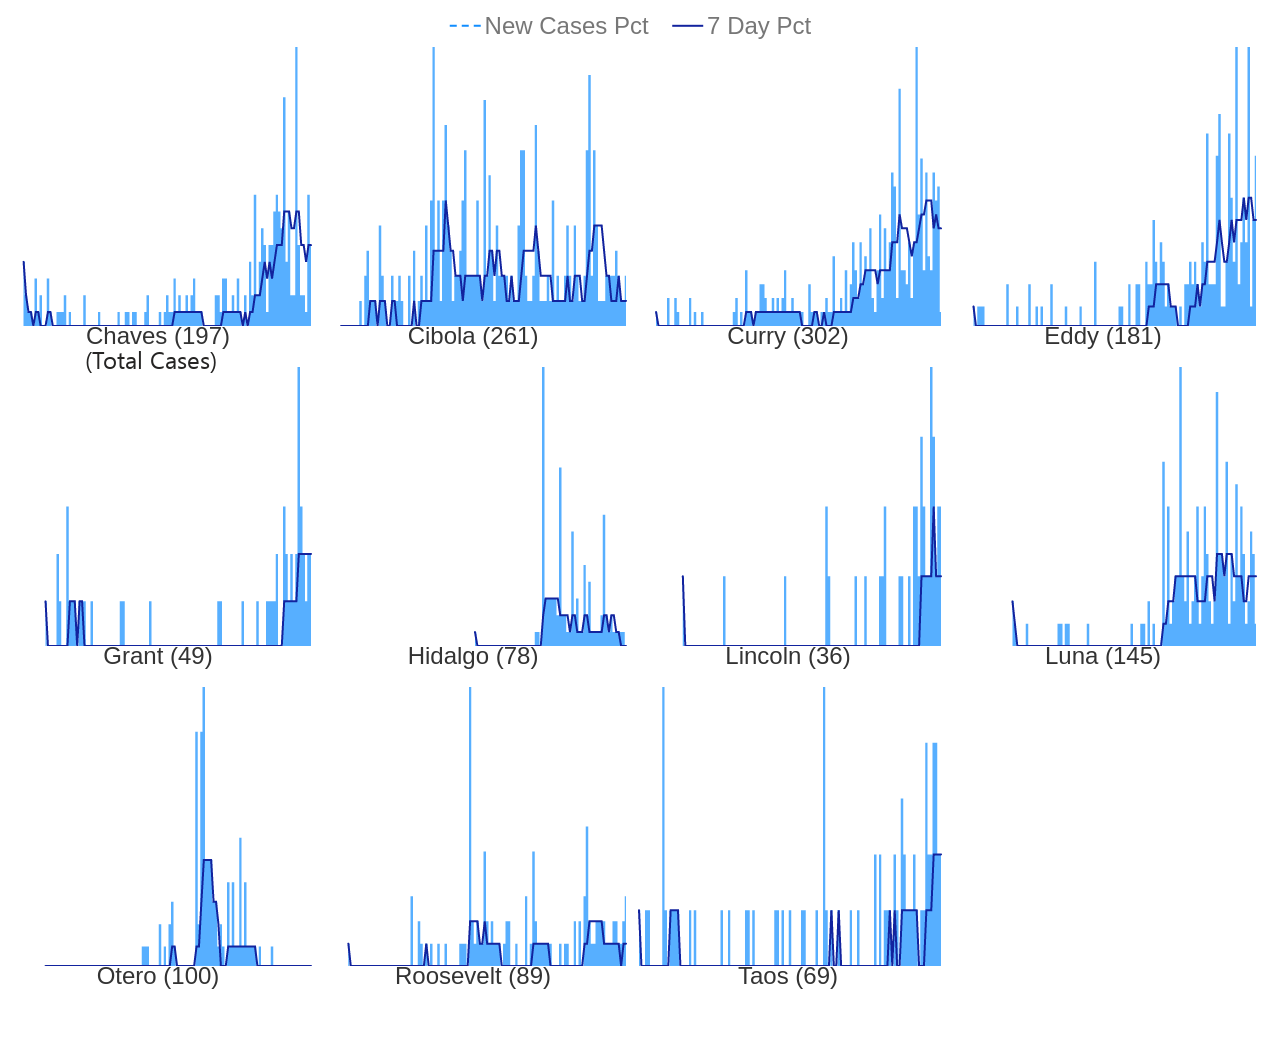 New Cases Pct 7 Day Pct
Chaves (197) Cibola (261) Curry (302) Eddy (181)
(Total Cases)
Grant (49) Hidalgo (78) Lincoln (36) Luna (145)
Otero (100) Roosevelt (89) Taos (69)